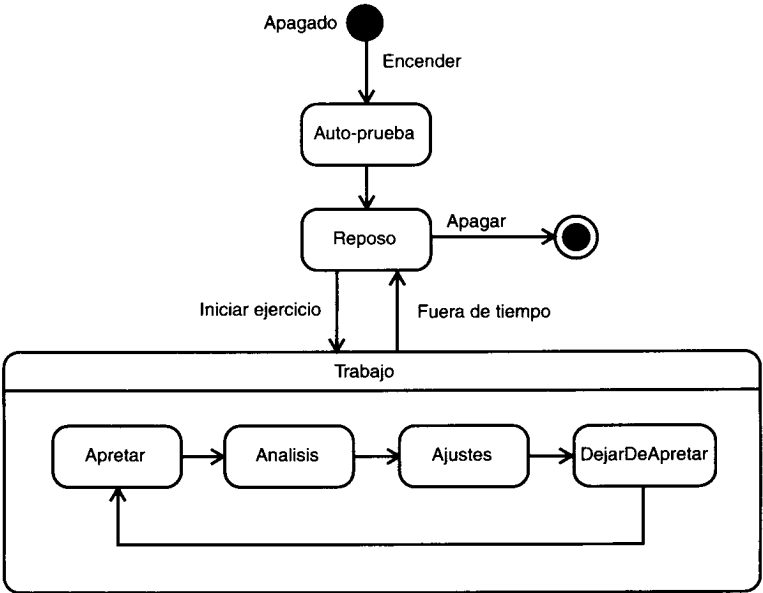 Apagado
Encender
Auto-prueba
Reposo
Apagar
Iniciar ejercicio
Fuera de tiempo
Trabajo
Apretar
Analisis
Ajustes
DejarDeApretar